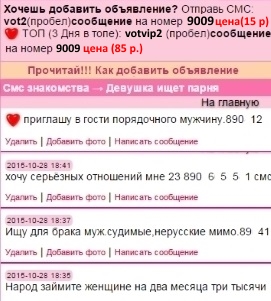 Хочешь добавить объявление? Отправь СМС:
vot2(пробел)сообщение на номер 9009 цена(15 р)
ТОП (3 Дня в топе): votvip2 (пробел)сообщение
на номер 9009 цена (85 р.)
Прочитай!!! Как добавить объявление
Смс знакомства → Девушка ищет парня
На главную
приглашу в гости порядочного мужчину.890 12
Удалить | Добавить фото | Написать сообщение
2015-10-28 18:41
хочу серьёзных отношений мне 23 890 6 5 5 1 смс
Удалить | Добавить фото | Написать сообщение
2015-10-28 18:37
Ищу для брака муж.судимые,нерусские мимо.89 41
Удалить | Добавить фото | Написать сообщение
2015-10-28 18:35
Народ займите женщине на два месяца три тысячи